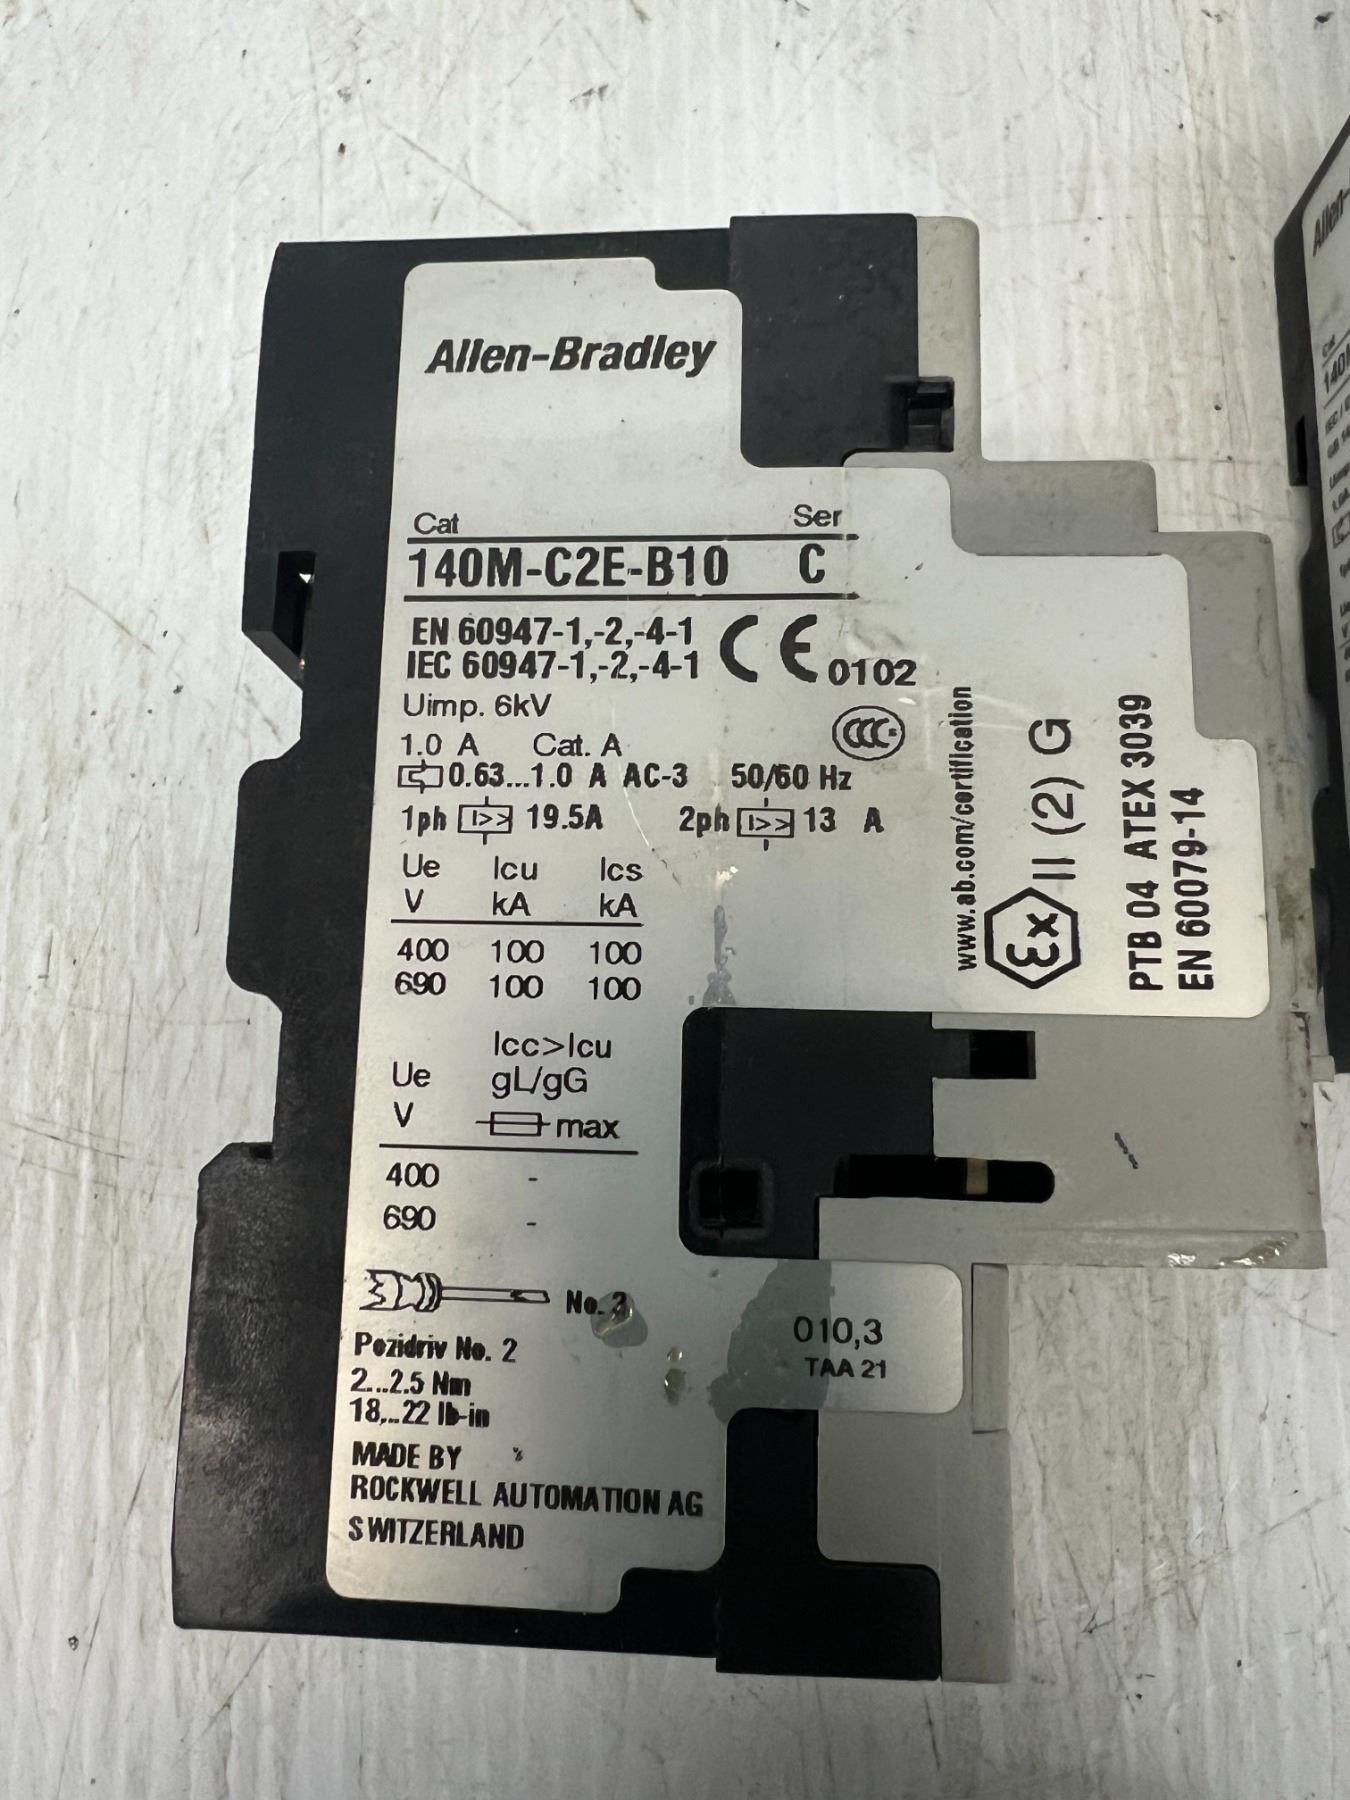 Allen-Bradley
Cat Ser
140M-C2E-B10 C
EN 60947-1,-2,-4-1
IEC 60947-1,-2,-4-1
CE 0102
Uimp. 6kV
CCC
1.0 A Cat. A
0.63...1.0 A AC-3 50/60 Hz
1ph I>> 19.5A 2ph I>> 13 A
Ue Icu Ics
V kA kA
400 100 100
690 100 100
Icc>Icu
Ue gL/gG
V max
400 -
690 -
No. 3
Pozidriv No. 2
2...2.5 Nm
18...22 lb-in
MADE BY
ROCKWELL AUTOMATION AG
SWITZERLAND
www.ab.com/certification
Ex II (2) G
PTB 04 ATEX 3039
EN 60079-14
010,3
TAA 21
Allen-
Cat